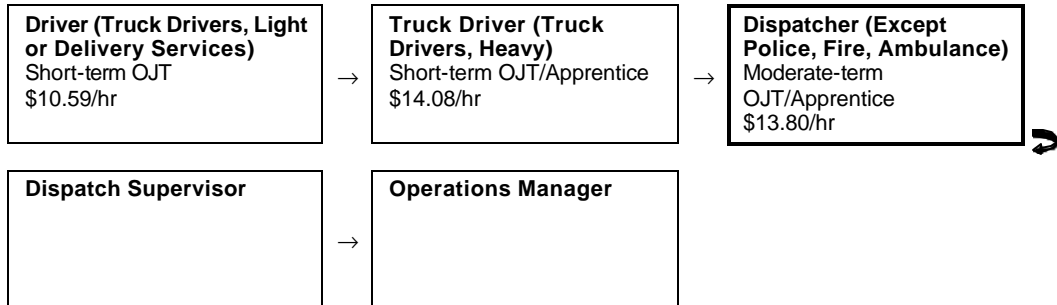 Driver (Truck Drivers, Light
or Delivery Services)
Short-term OJT
$10.59/hr
→
Truck Driver (Truck
Drivers, Heavy)
Short-term OJT/Apprentice
$14.08/hr
→
Dispatcher (Except
Police, Fire, Ambulance)
Moderate-term
OJT/Apprentice
$13.80/hr
Dispatch Supervisor
→
Operations Manager